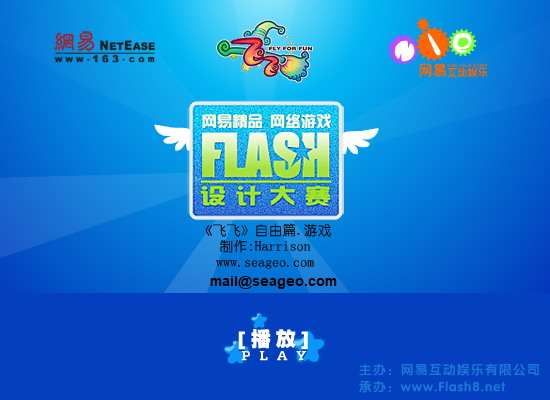 網易 NETEASE
www.163.com
FLY FOR FUN
飞飞
网易互动娱乐
网易精品 网络游戏
FLASH
设计大赛
《飞飞》自由篇.游戏
制作:Harrison
www.seageo.com
mail@seageo.com
[播放]
PLAY
主办：网易互动娱乐有限公司
承办：www.Flash8.net